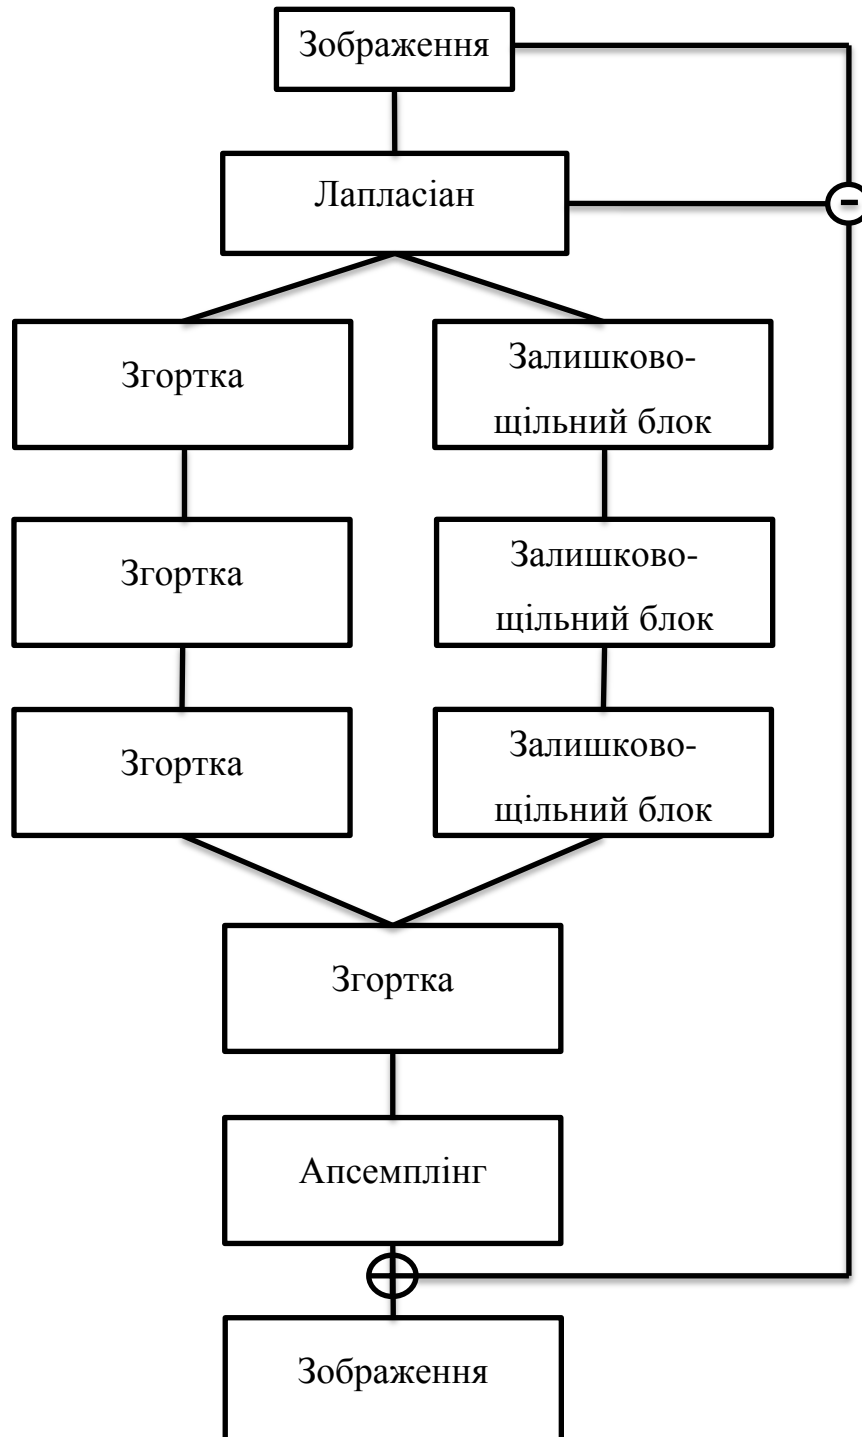 Зображення
Лапласіан
-
Згортка
Залишково-
щільний блок
Згортка
Залишково-
щільний блок
Згортка
Залишково-
щільний блок
Згортка
Апсемплінг
Зображення